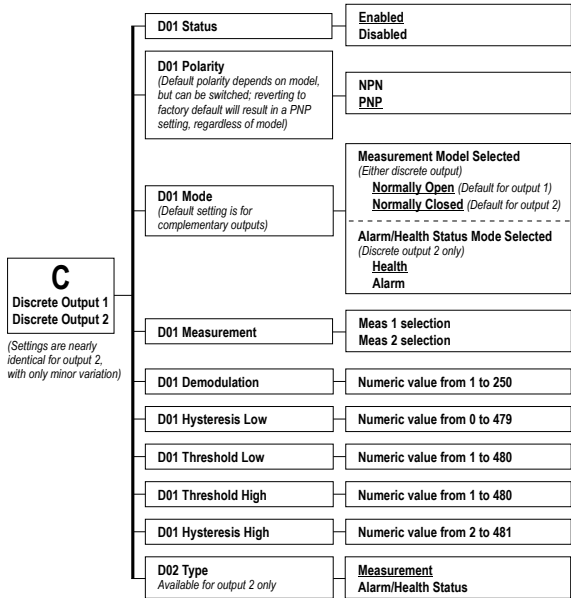 C
Discrete Output 1
Discrete Output 2
(Settings are nearly
identical for output 2,
with only minor variation)
D01 Status
Enabled
Disabled
D01 Polarity
(Default polarity depends on model,
but can be switched; reverting to
factory default will result in a PNP
setting, regardless of model)
NPN
PNP
D01 Mode
(Default setting is for
complementary outputs)
Measurement Model Selected
(Either discrete output)
Normally Open (Default for output 1)
Normally Closed (Default for output 2)
Alarm/Health Status Mode Selected
(Discrete output 2 only)
Health
Alarm
D01 Measurement
Meas 1 selection
Meas 2 selection
D01 Demodulation
Numeric value from 1 to 250
D01 Hysteresis Low
Numeric value from 0 to 479
D01 Threshold Low
Numeric value from 1 to 480
D01 Threshold High
Numeric value from 1 to 480
D01 Hysteresis High
Numeric value from 2 to 481
D02 Type
Available for output 2 only
Measurement
Alarm/Health Status